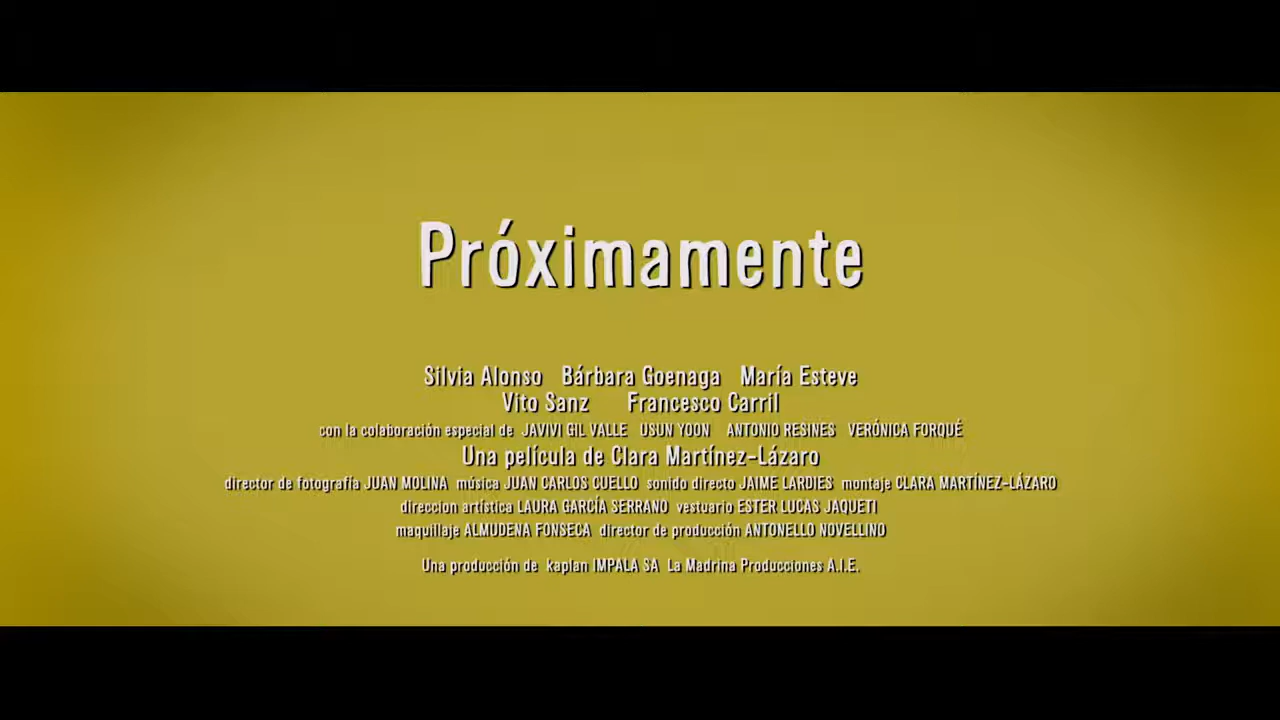 Próximamente
Silvia Alonso Bárbara Goenaga María Esteve
Vito Sanz Francesco Carril
con la colaboración especial de JAVIVI GIL VALLE USUN YOON ANTONIO RESINES VERÓNICA FORQUÉ
Una película de Clara Martínez-Lázaro
director de fotografía JUAN MOLINA música JUAN CARLOS CUELLO sonido directo JAIME LARDIES montaje CLARA MARTÍNEZ-LÁZARO
direccion artística LAURA GARCÍA SERRANO vestuario ESTER LUCAS JAQUETI
maquillaje ALMUDENA FONSECA director de producción ANTONELLO NOVELLINO
Una producción de kaplan IMPALA SA La Madrina Producciones A.I.E.